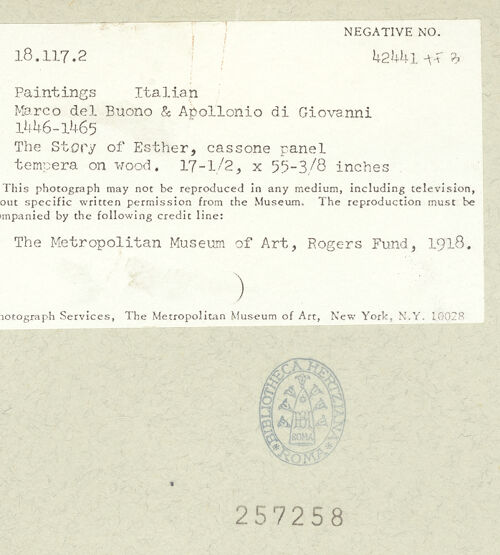 NEGATIVE NO.
18.117.2
42441 tF B
Paintings Italian
Marco del Buono & Apollonio di Giovanni
1446-1465
The Story of Esther, cassone panel
tempera on wood. 17-1/2, x 55-3/8 inches
This photograph may not be reproduced in any medium, including television,
out specific written permission from the Museum. The reproduction must be
ompanied by the following credit line:
The Metropolitan Museum of Art, Rogers Fund, 1918.
hotograph Services, The Metropolitan Museum of Art, New York, N.Y. 10028
BIBLIOTHECA HERTZIANA
ROMA
ROMA
257258